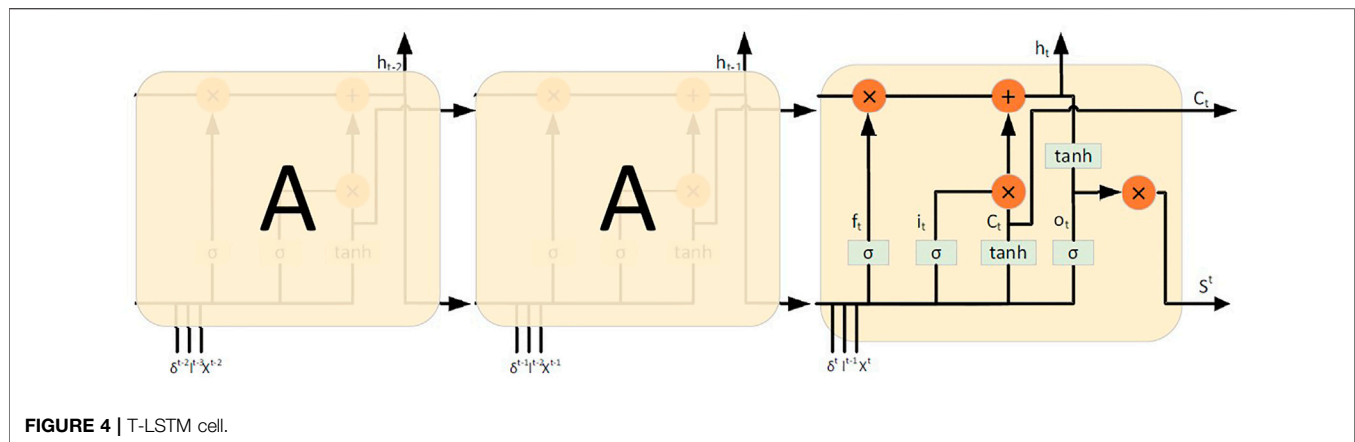 h_t-2 h_t-1 h_t
× + × + × +
C_t
tanh
× × × ×
A A
f_t i_t C_t o_t
σ σ tanh σ σ tanh σ σ tanh σ
S^t
δ^t-2 I^t-3 X^t-2 δ^t-1 I^t-2 X^t-1 δ^t I^t-1 X^t
FIGURE 4 | T-LSTM cell.